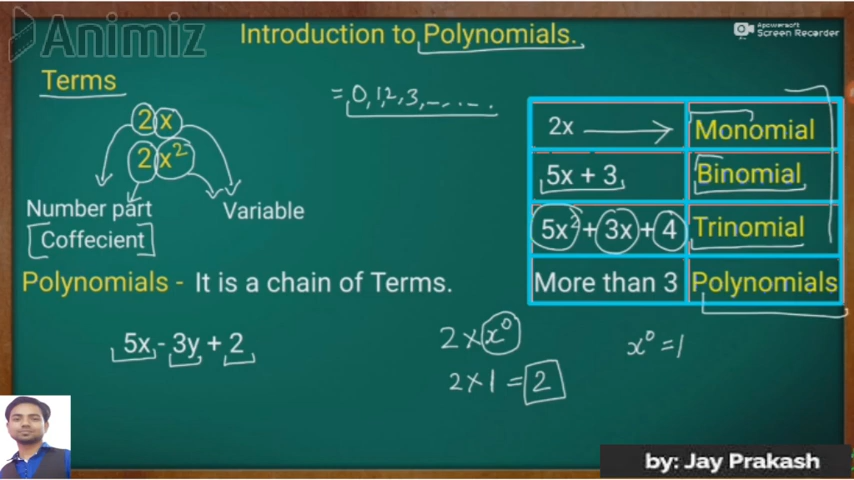 Animiz
Introduction to Polynomials.
Apowersoft
Screen Recorder
Terms
= 0, 1, 2, 3, _ . _ . _ .
2x
2x²
Number part
Variable
Coffecient
2x Monomial
5x + 3 Binomial
5x² + 3x + 4 Trinomial
More than 3 Polynomials
Polynomials - It is a chain of Terms.
5x - 3y + 2
2 × x⁰
x⁰ = 1
2 × 1 = 2
by: Jay Prakash